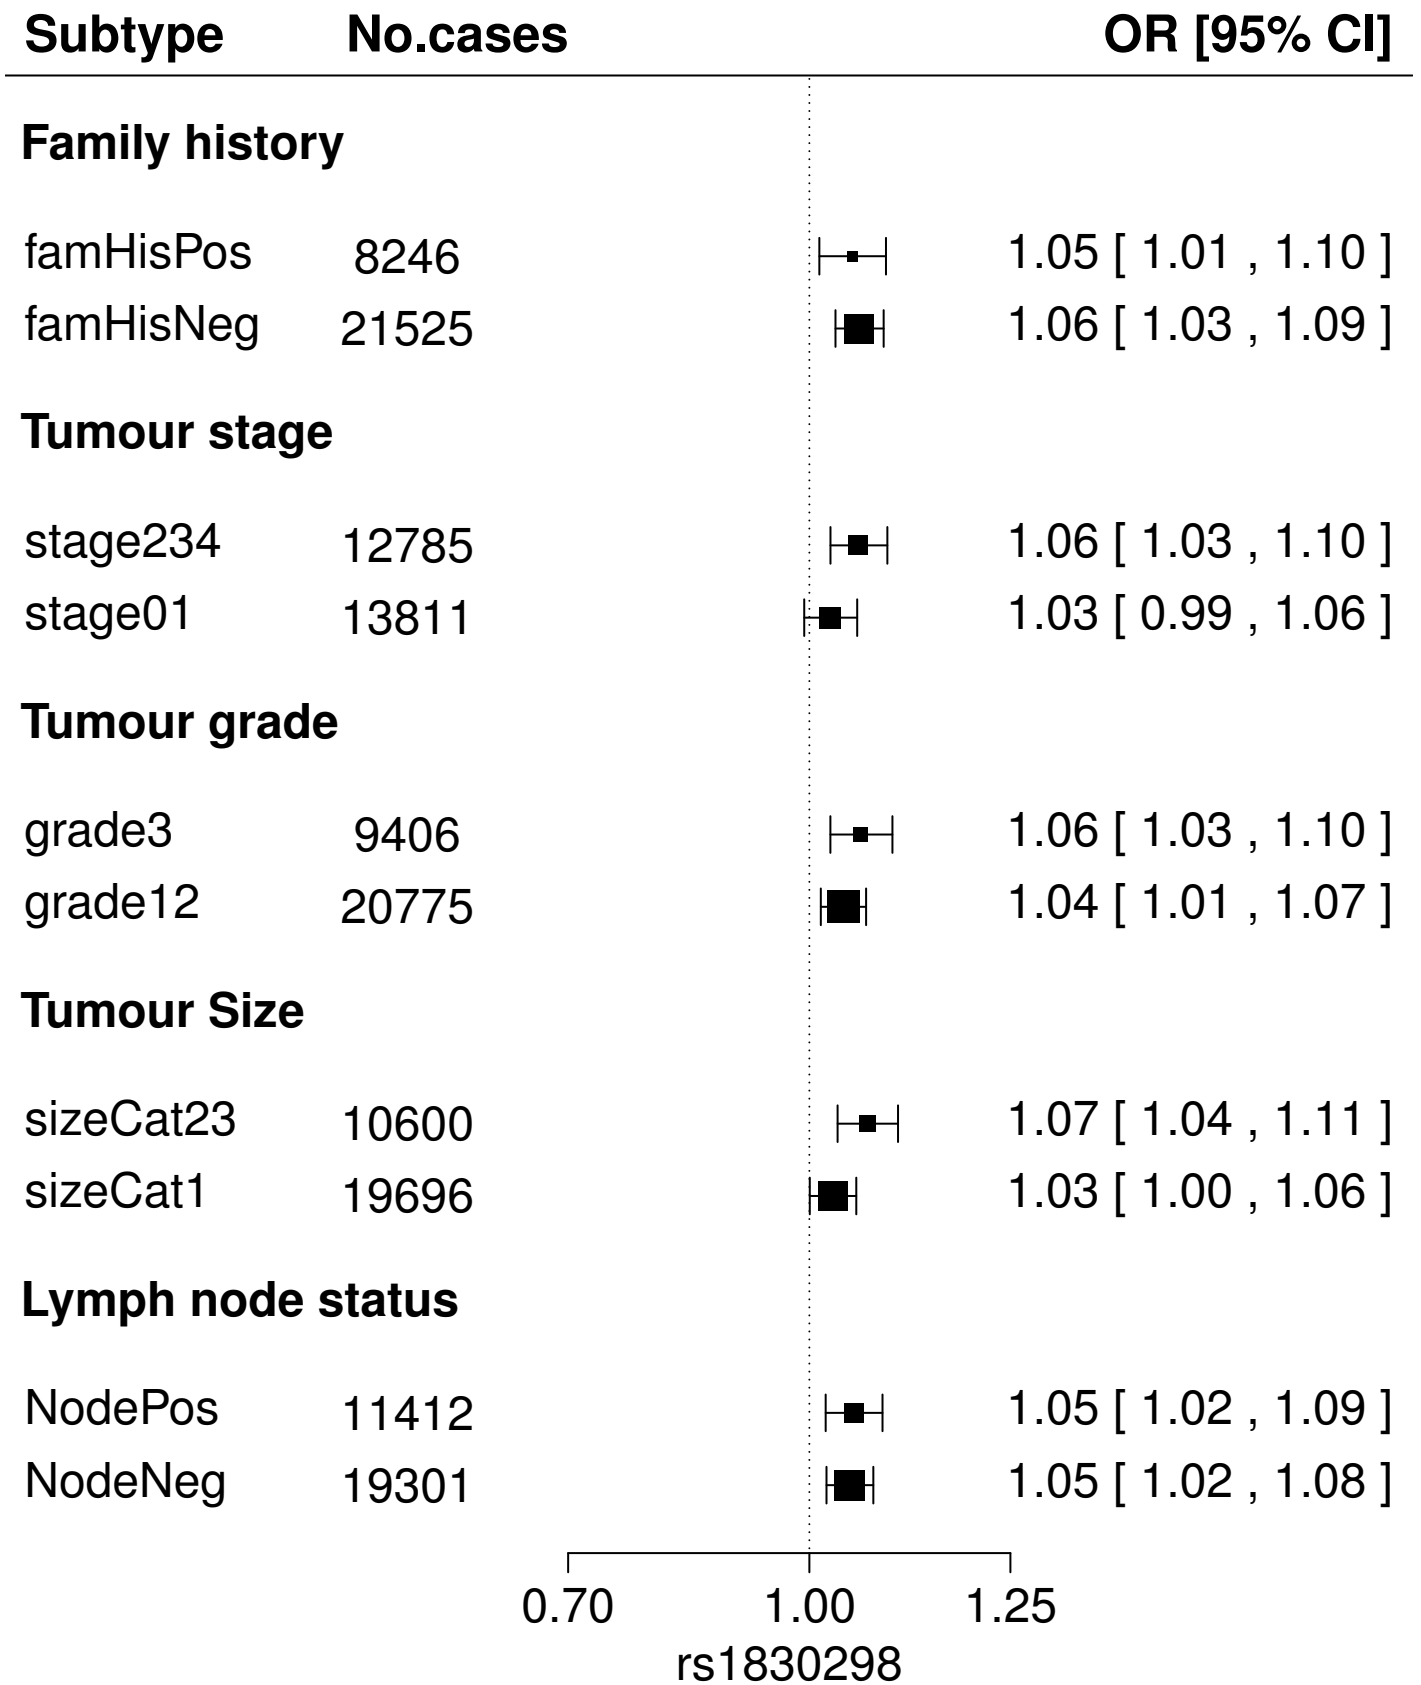 Subtype No.cases OR [95% CI]
Family history
famHisPos 8246 1.05 [ 1.01 , 1.10 ]
famHisNeg 21525 1.06 [ 1.03 , 1.09 ]
Tumour stage
stage234 12785 1.06 [ 1.03 , 1.10 ]
stage01 13811 1.03 [ 0.99 , 1.06 ]
Tumour grade
grade3 9406 1.06 [ 1.03 , 1.10 ]
grade12 20775 1.04 [ 1.01 , 1.07 ]
Tumour Size
sizeCat23 10600 1.07 [ 1.04 , 1.11 ]
sizeCat1 19696 1.03 [ 1.00 , 1.06 ]
Lymph node status
NodePos 11412 1.05 [ 1.02 , 1.09 ]
NodeNeg 19301 1.05 [ 1.02 , 1.08 ]
0.70 1.00 1.25
rs1830298